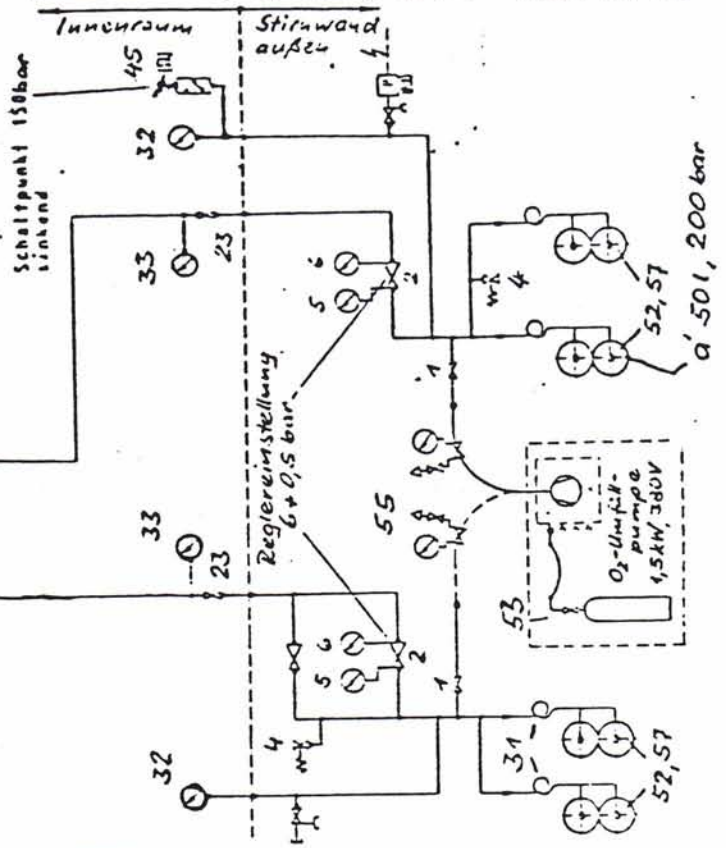 Innenraum
Stirnwand
außen
Schaltpunkt 150bar
sinkend
45
32
33
23
6
5
2
4
1
52, 57
á 50l, 200 bar
Reglereinstellung
6+0,5 bar
55
33
23
6
5
2
4
1
32
53
O₂-Umfüll-
pumpe
1,5kW, 380V
31
52, 57